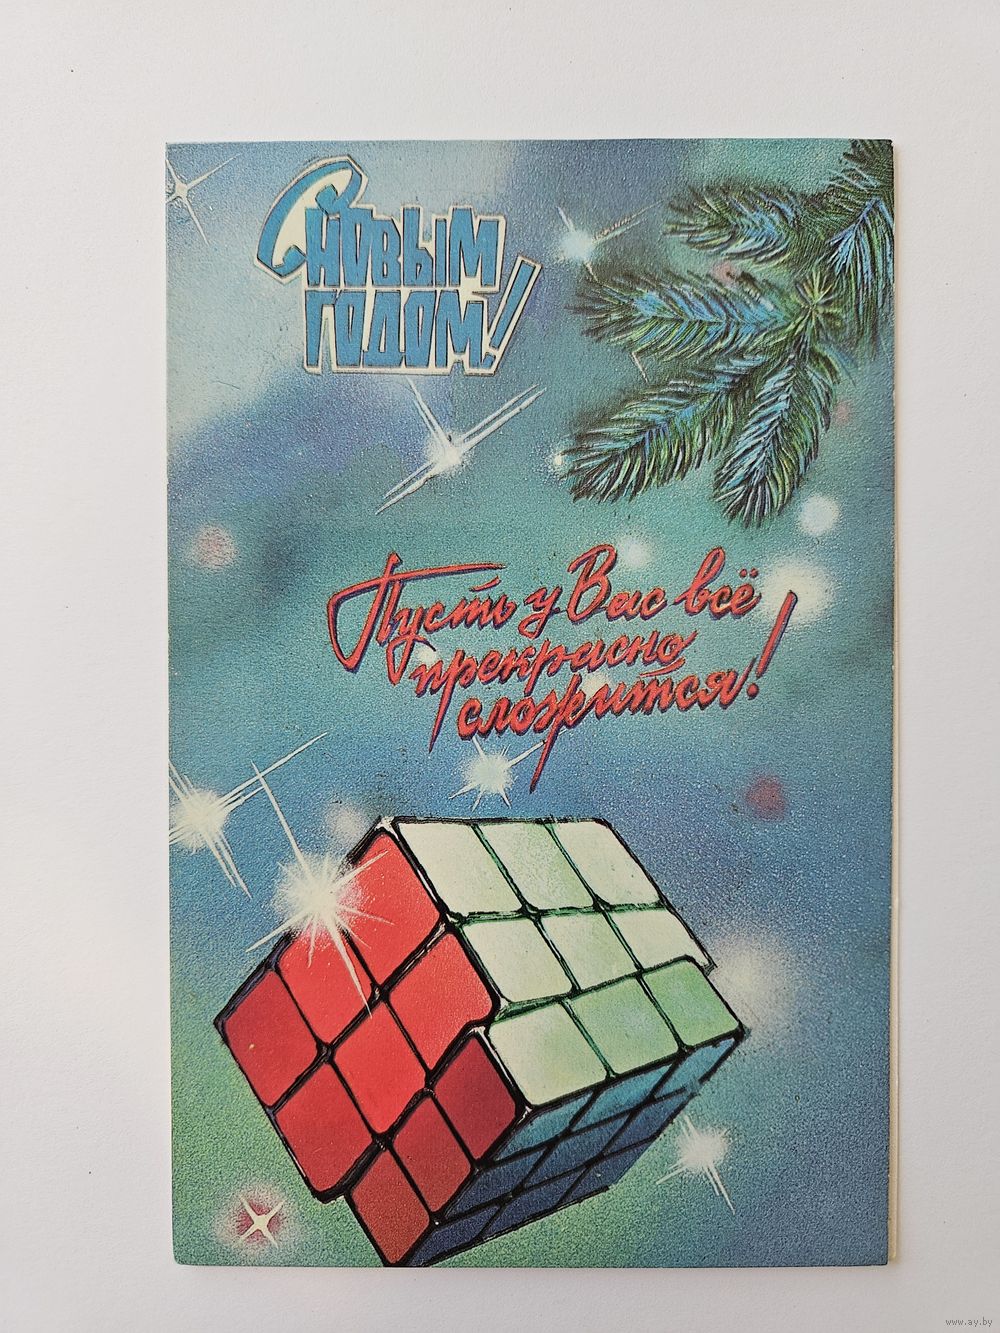 С НОВЫМ
ГОДОМ!
Пусть у Вас всё
прекрасно
сложится!
www.ay.by